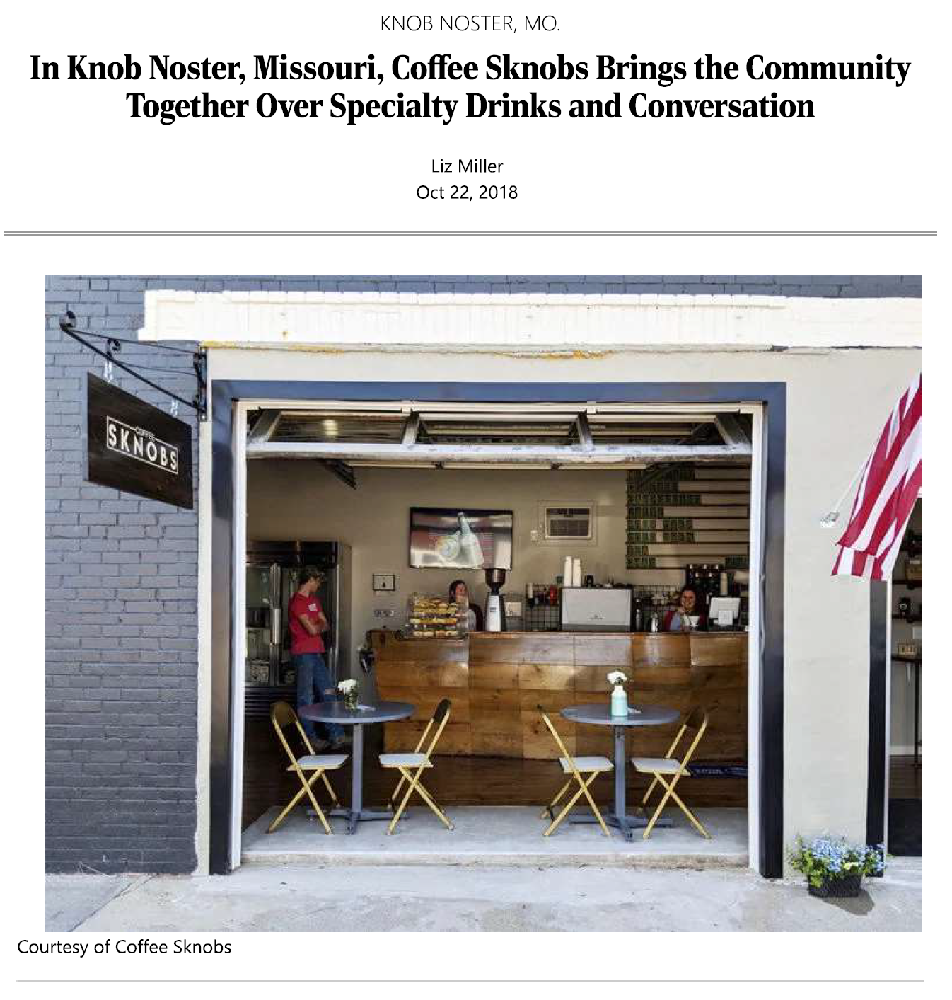 KNOB NOSTER, MO.
In Knob Noster, Missouri, Coffee Sknobs Brings the Community
Together Over Specialty Drinks and Conversation
Liz Miller
Oct 22, 2018
COFFEE
SKNOBS
Courtesy of Coffee Sknobs